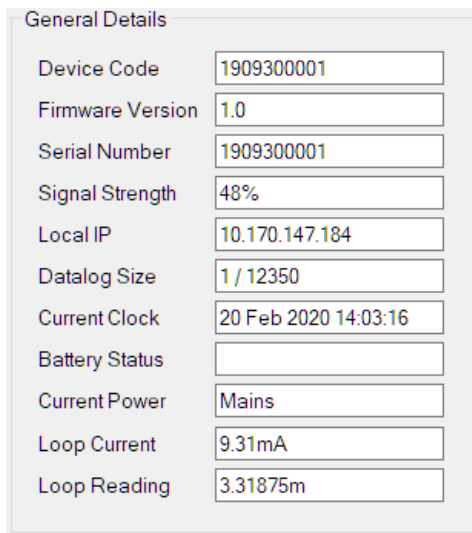 General Details
Device Code 1909300001
Firmware Version 1.0
Serial Number 1909300001
Signal Strength 48%
Local IP 10.170.147.184
Datalog Size 1 / 12350
Current Clock 20 Feb 2020 14:03:16
Battery Status
Current Power Mains
Loop Current 9.31mA
Loop Reading 3.31875m